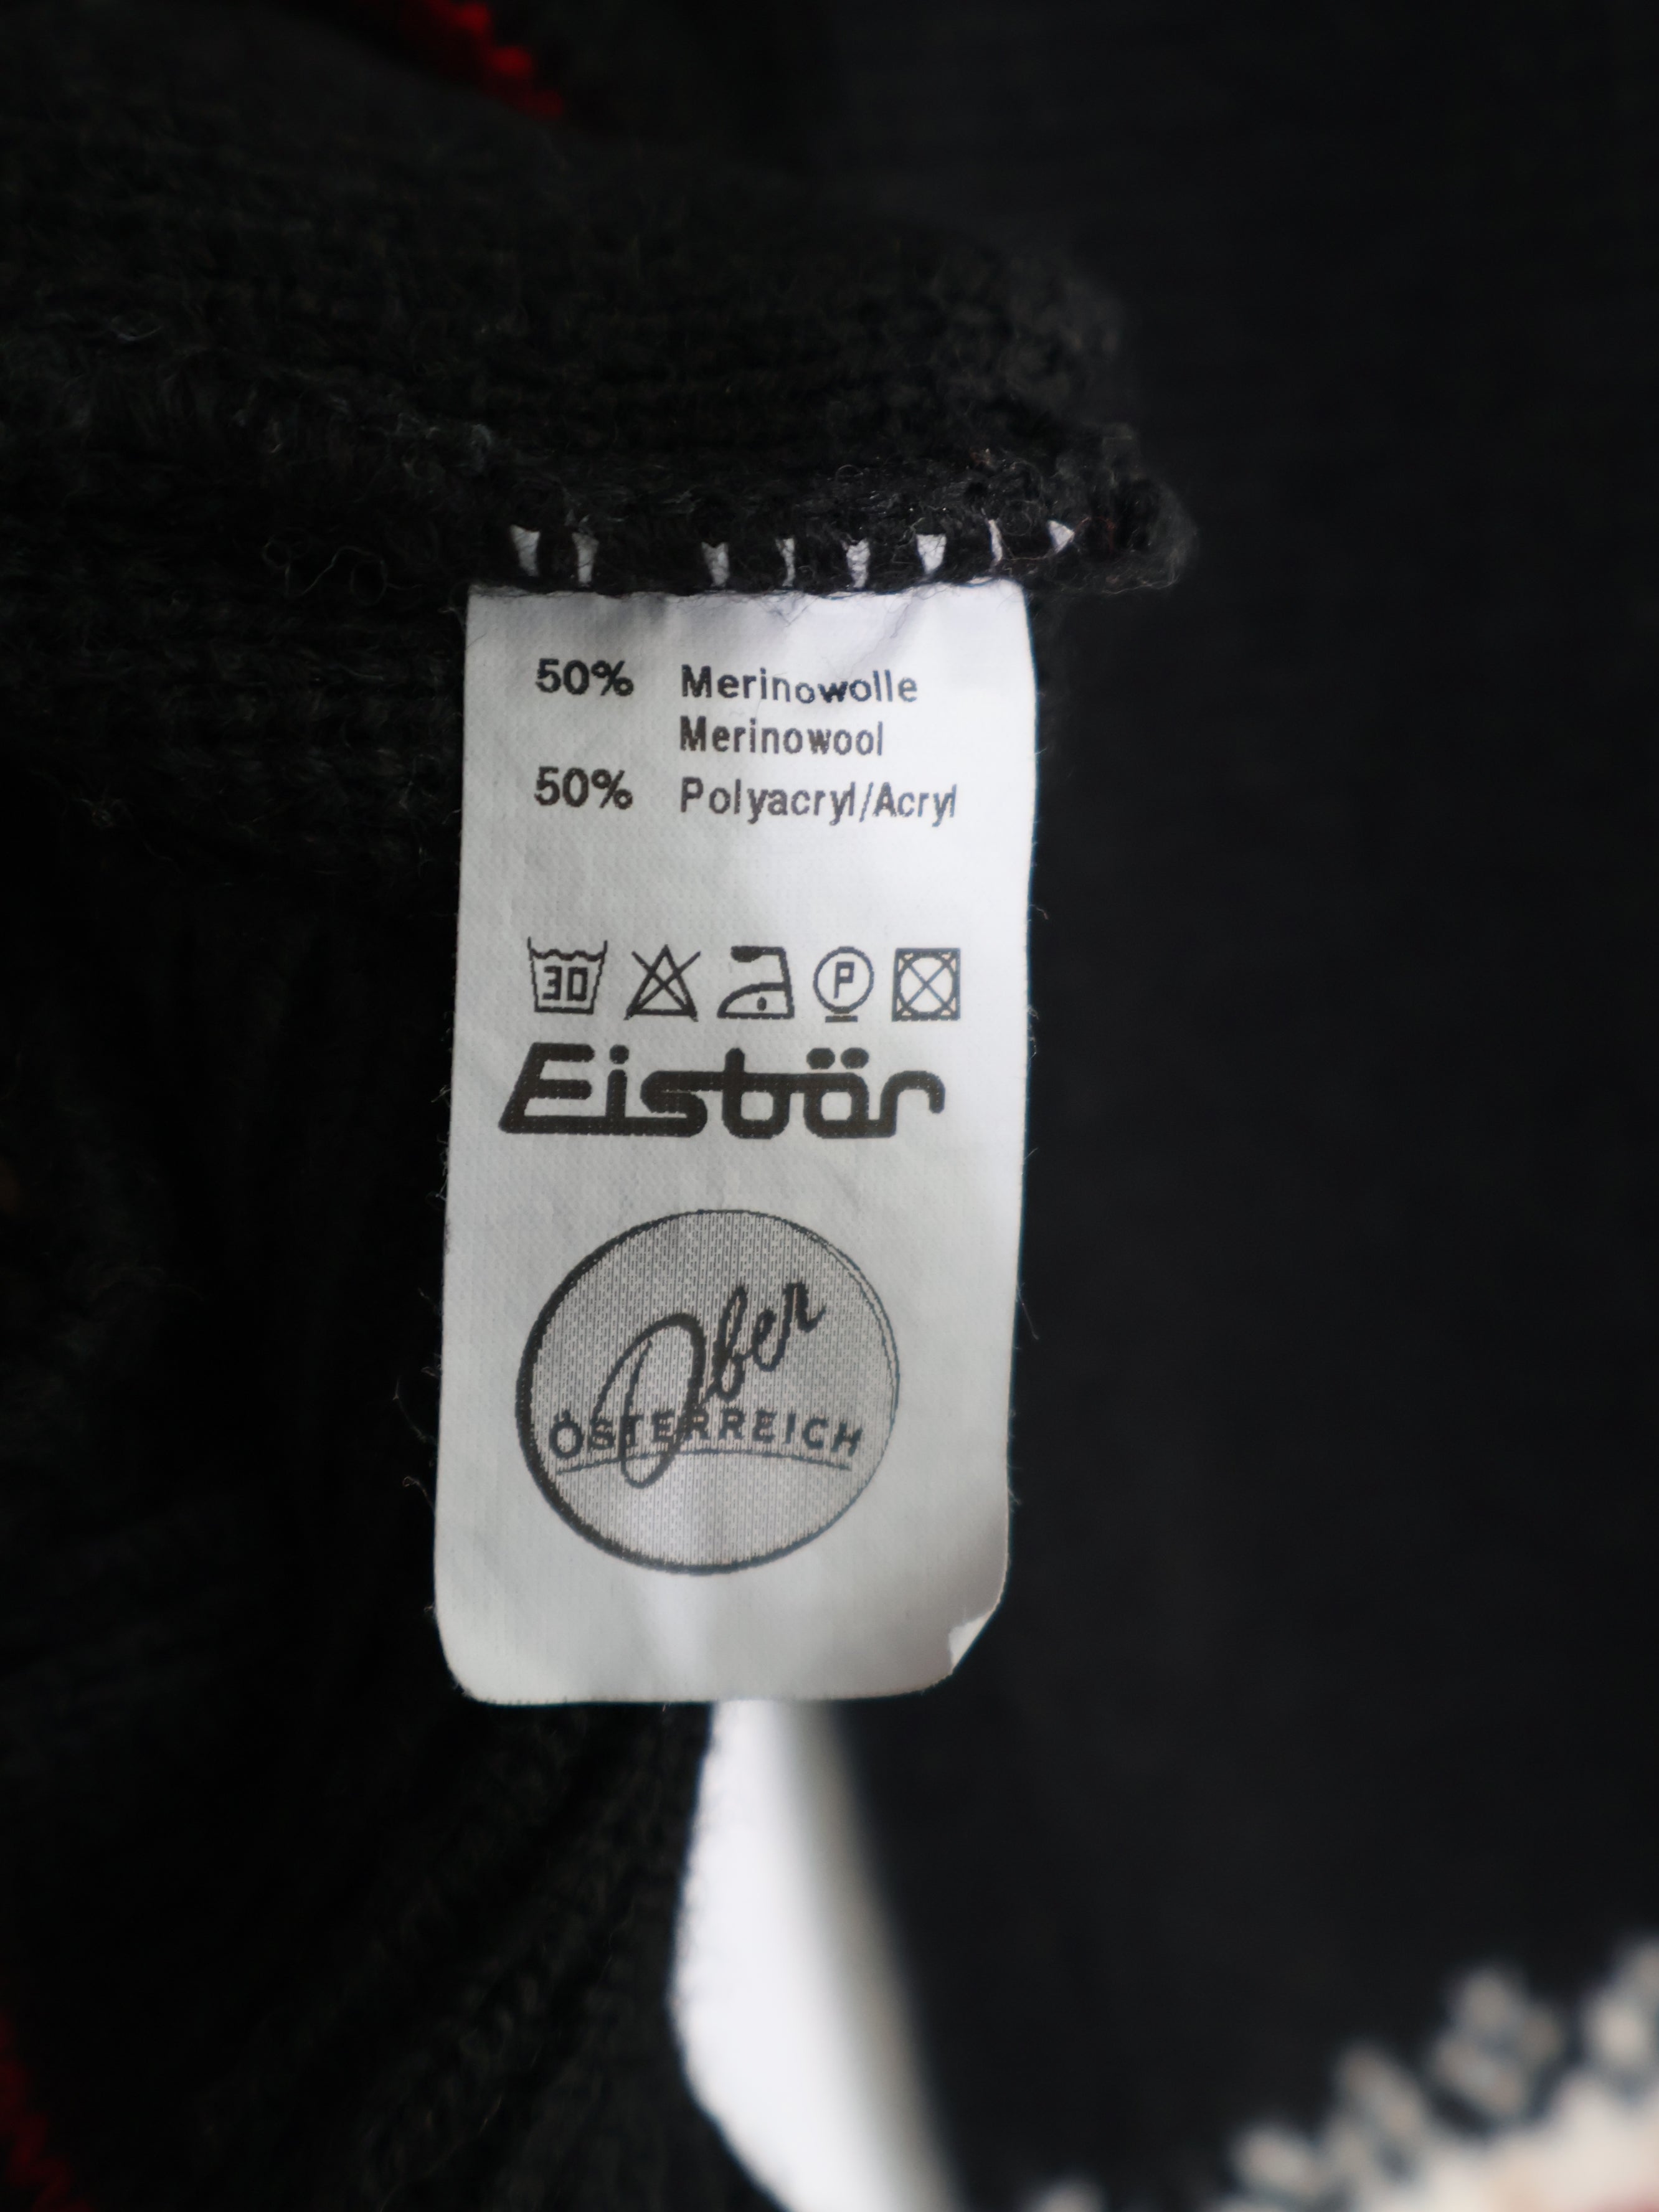 50% Merinowolle
Merinowool
50% Polyacryl/Acryl
30 P
Eisbär
Ober
ÖSTERREICH